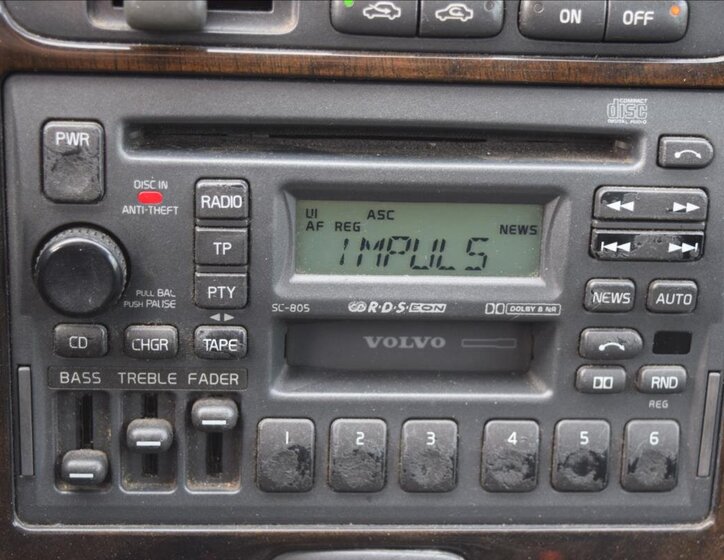 ON OFF
COMPACT
disc
DIGITAL AUDIO
PWR
DISC IN
ANTI-THEFT
RADIO
TP
PTY
UI ASC
AF REG NEWS
IMPULS
PULL BAL
PUSH PAUSE
SC-805 R·D·S EON DOLBY B NR
NEWS AUTO
CD CHGR TAPE
VOLVO
RND
REG
BASS TREBLE FADER
1 2 3 4 5 6